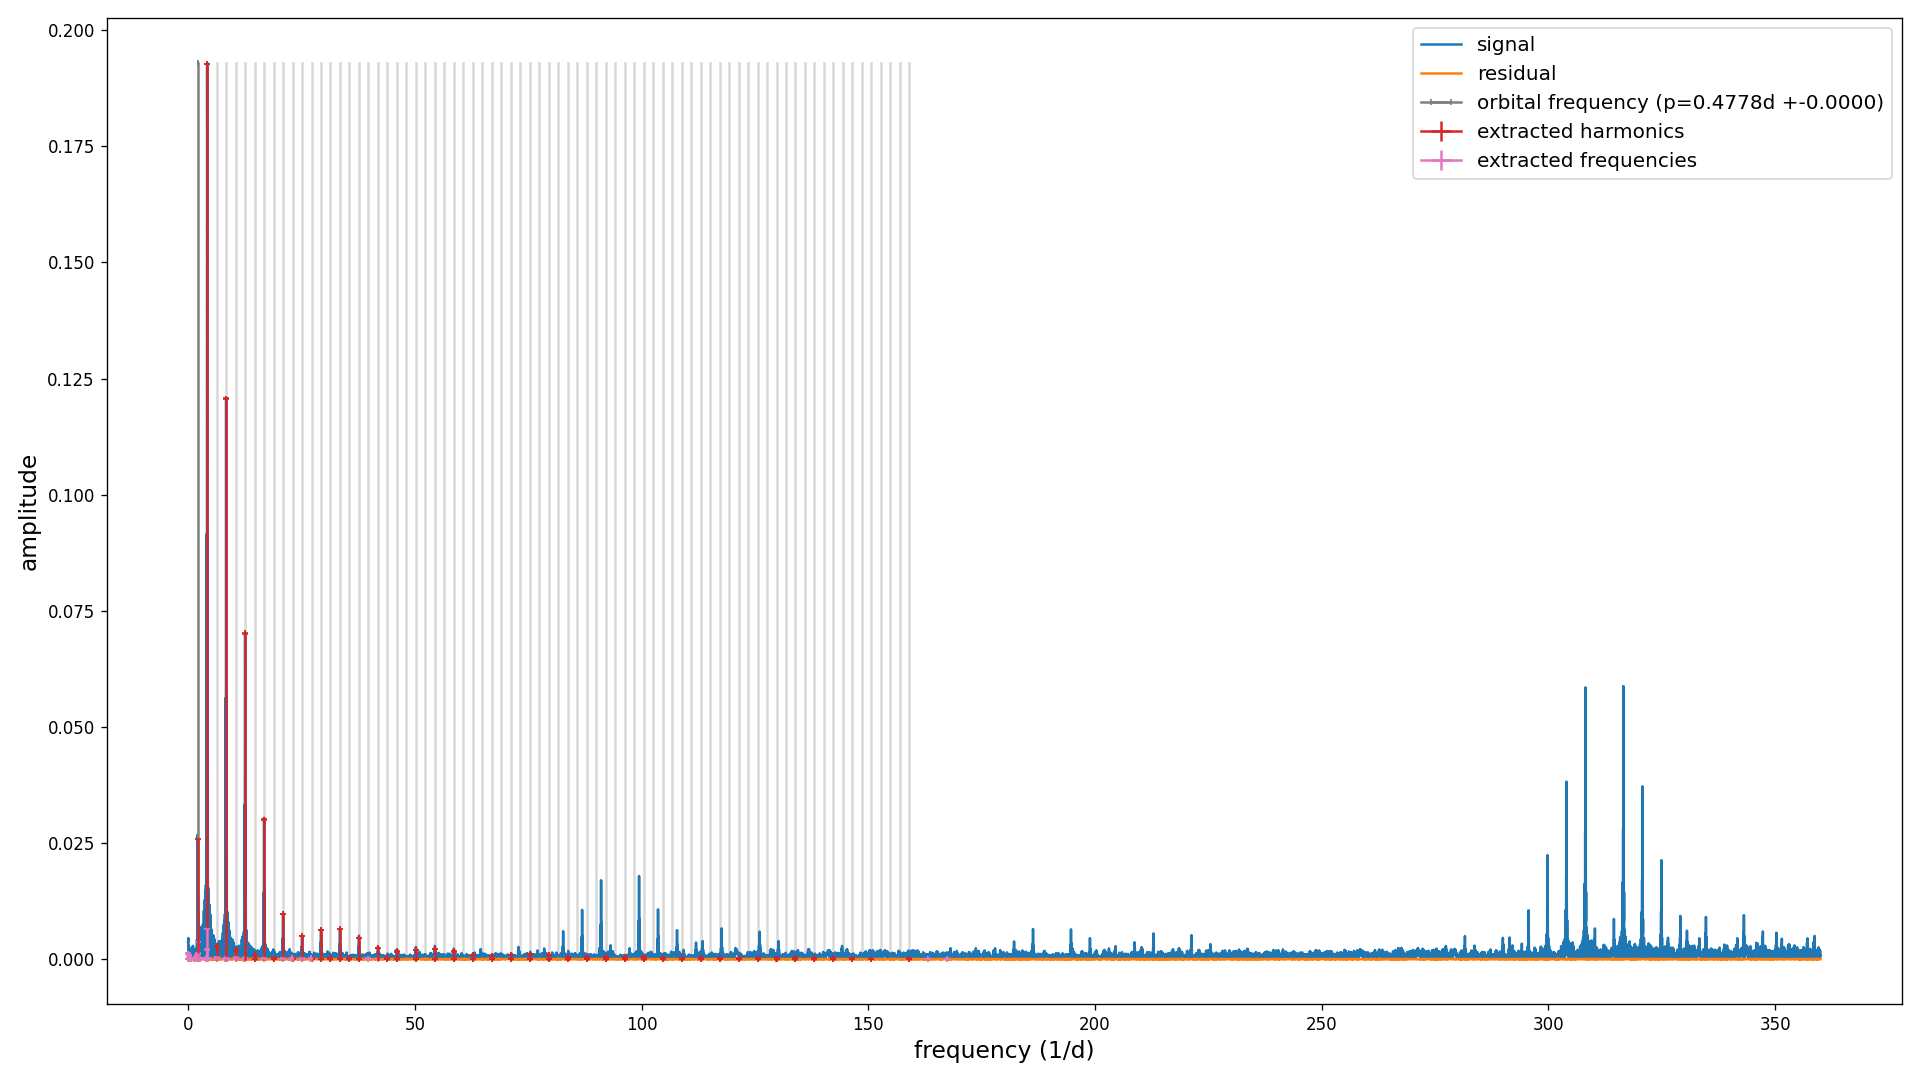 0.200
0.175
0.150
0.125
0.100
0.075
0.050
0.025
0.000
amplitude
0 50 100 150 200 250 300 350
frequency (1/d)
signal
residual
orbital frequency (p=0.4778d +-0.0000)
extracted harmonics
extracted frequencies